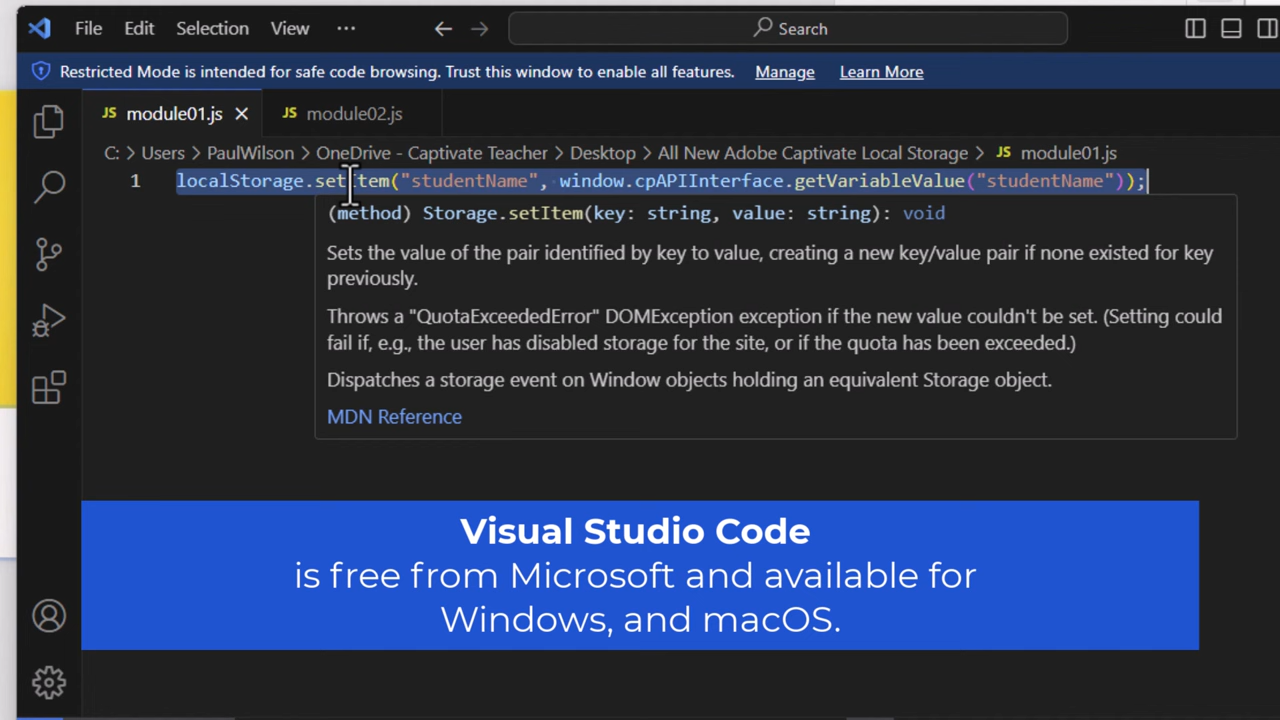 File Edit Selection View ··· Search
Restricted Mode is intended for safe code browsing. Trust this window to enable all features. Manage Learn More
JS module01.js JS module02.js
C: > Users > PaulWilson > OneDrive - Captivate Teacher > Desktop > All New Adobe Captivate Local Storage > JS module01.js
1 localStorage.setItem("studentName", window.cpAPIInterface.getVariableValue("studentName"));
(method) Storage.setItem(key: string, value: string): void
Sets the value of the pair identified by key to value, creating a new key/value pair if none existed for key
previously.
Throws a "QuotaExceededError" DOMException exception if the new value couldn't be set. (Setting could
fail if, e.g., the user has disabled storage for the site, or if the quota has been exceeded.)
Dispatches a storage event on Window objects holding an equivalent Storage object.
MDN Reference
Visual Studio Code
is free from Microsoft and available for
Windows, and macOS.